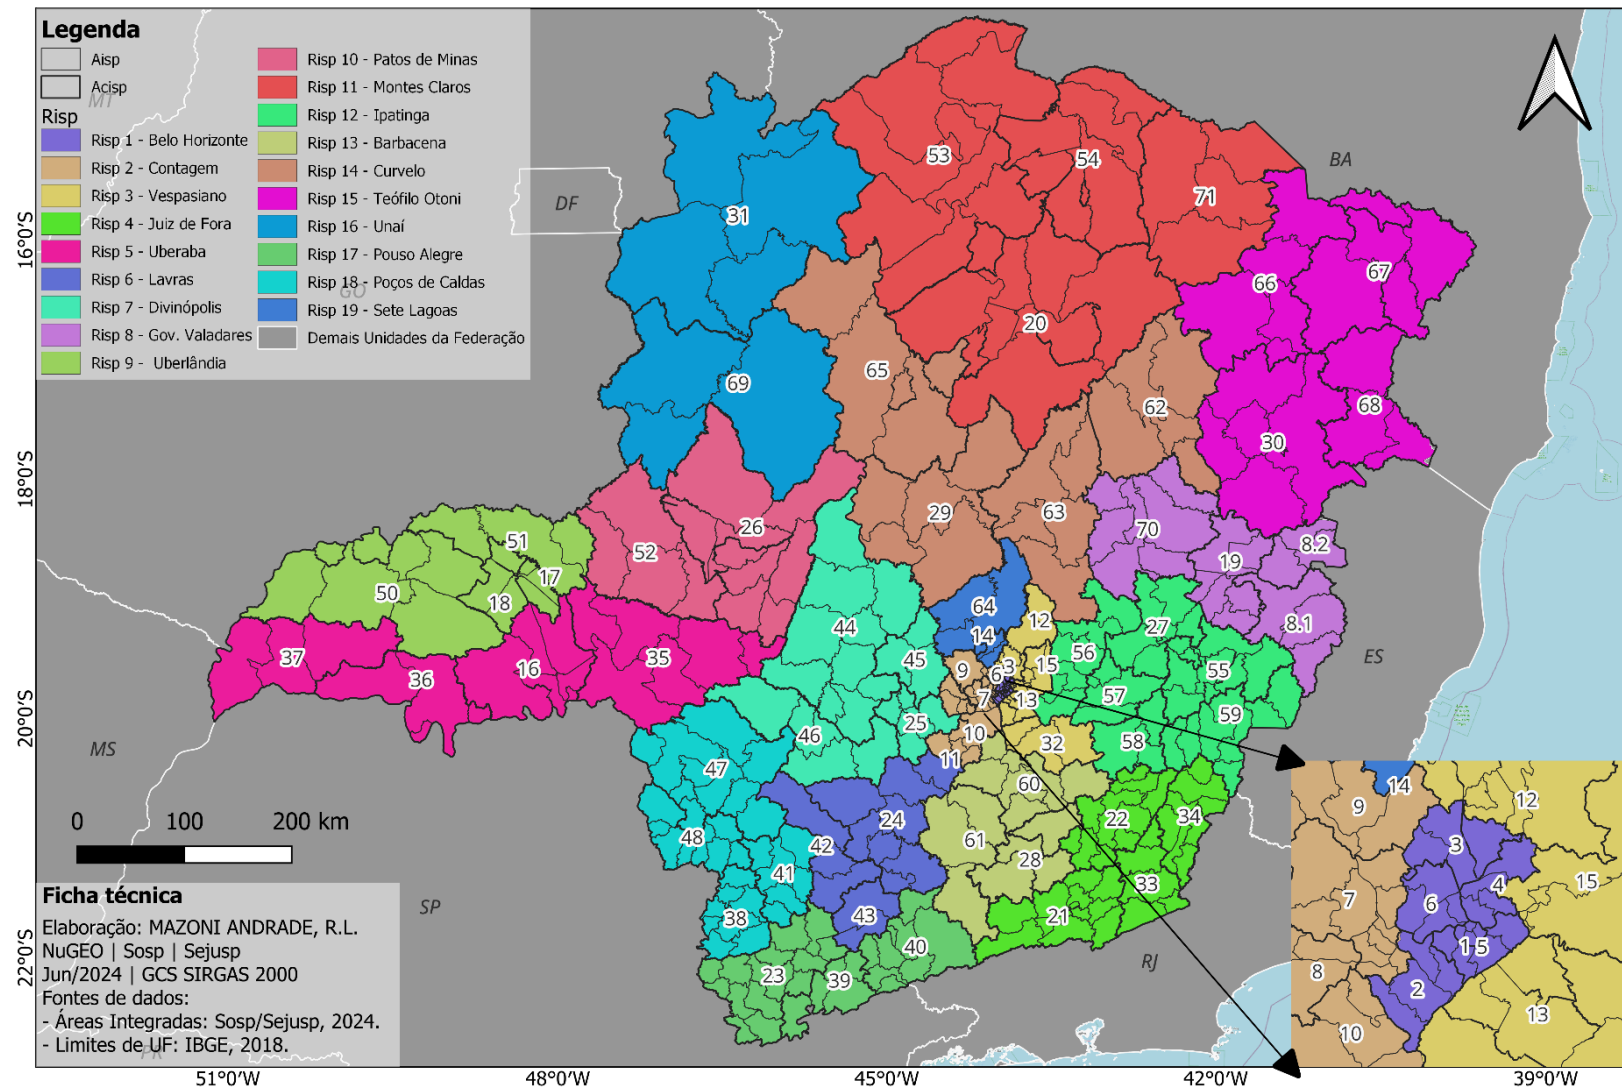 Legenda
Aisp
Acisp
Risp
Risp 1 - Belo Horizonte
Risp 2 - Contagem
Risp 3 - Vespasiano
Risp 4 - Juiz de Fora
Risp 5 - Uberaba
Risp 6 - Lavras
Risp 7 - Divinópolis
Risp 8 - Gov. Valadares
Risp 9 - Uberlândia
Risp 10 - Patos de Minas
Risp 11 - Montes Claros
Risp 12 - Ipatinga
Risp 13 - Barbacena
Risp 14 - Curvelo
Risp 15 - Teófilo Otoni
Risp 16 - Unaí
Risp 17 - Pouso Alegre
Risp 18 - Poços de Caldas
Risp 19 - Sete Lagoas
Demais Unidades da Federação
MT
GO
DF
BA
MS
ES
SP
RJ
PR
53
54
71
31
66
67
20
65
69
62
68
30
29
63
70
26
52
51
17
18
50
19
8.2
8.1
64
14
12
27
44
45
56
55
9
6
3
15
37
36
16
35
7
13
57
59
25
46
10
32
58
11
47
60
24
22
34
48
42
61
28
41
33
38
43
21
40
23
39
14
9
12
3
7
6
4
15
1
5
8
2
13
10
16°0'S
18°0'S
20°0'S
22°0'S
0 100 200 km
Ficha técnica
Elaboração: MAZONI ANDRADE, R.L.
NuGEO | Sosp | Sejusp
Jun/2024 | GCS SIRGAS 2000
Fontes de dados:
- Áreas Integradas: Sosp/Sejusp, 2024.
- Limites de UF: IBGE, 2018.
51°0'W 48°0'W 45°0'W 42°0'W 39°0'W